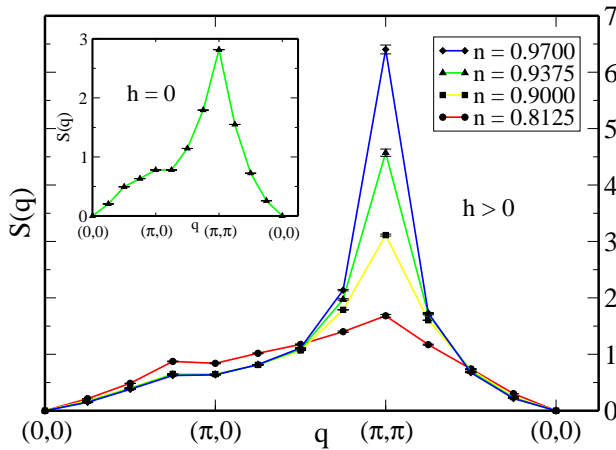 7
6
5
4
3
2
1
0
S(q)
(0,0)
(π,0)
q
(π,π)
(0,0)
n = 0.9700
n = 0.9375
n = 0.9000
n = 0.8125
h > 0
3
2
1
0
S(q)
h = 0
(0,0)
(π,0)
q
(π,π)
(0,0)